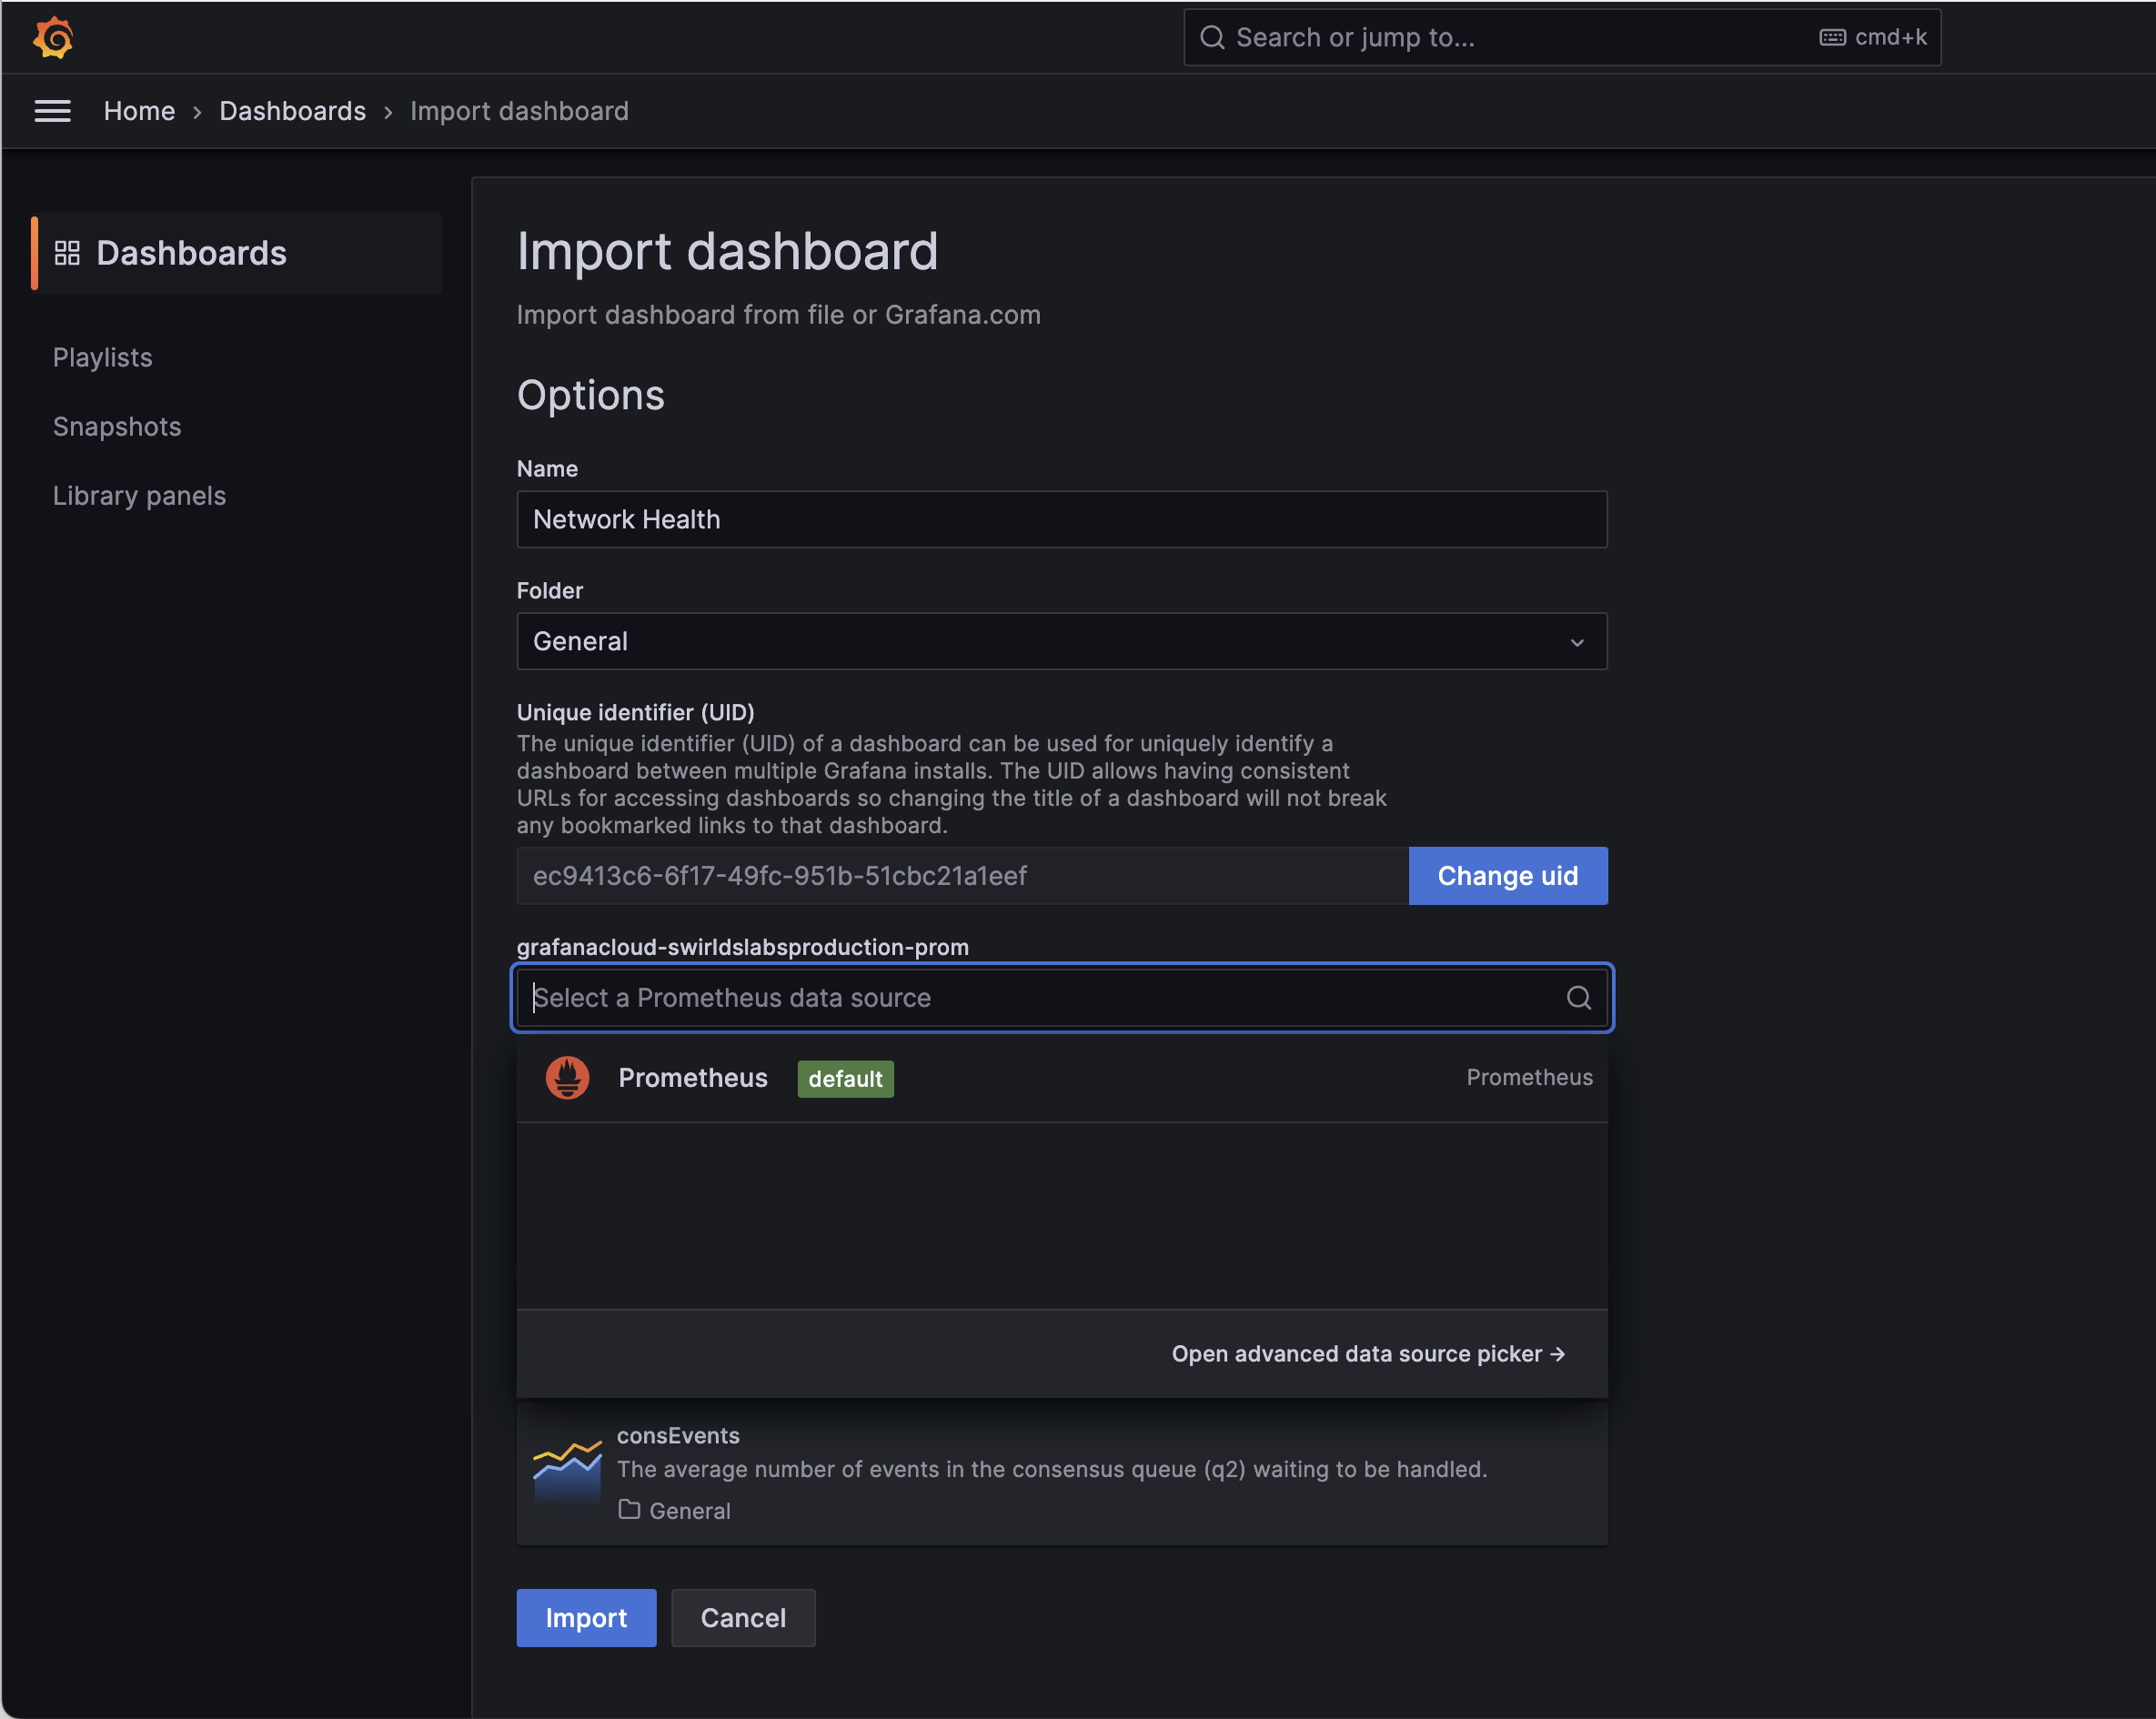 Search or jump to...
cmd+k
Home › Dashboards › Import dashboard
Dashboards
Playlists
Snapshots
Library panels
Import dashboard
Import dashboard from file or Grafana.com
Options
Name
Network Health
Folder
General
Unique identifier (UID)
The unique identifier (UID) of a dashboard can be used for uniquely identify a
dashboard between multiple Grafana installs. The UID allows having consistent
URLs for accessing dashboards so changing the title of a dashboard will not break
any bookmarked links to that dashboard.
ec9413c6-6f17-49fc-951b-51cbc21a1eef
Change uid
grafanacloud-swirldslabsproduction-prom
Select a Prometheus data source
Prometheus default Prometheus
Open advanced data source picker →
consEvents
The average number of events in the consensus queue (q2) waiting to be handled.
General
Import Cancel